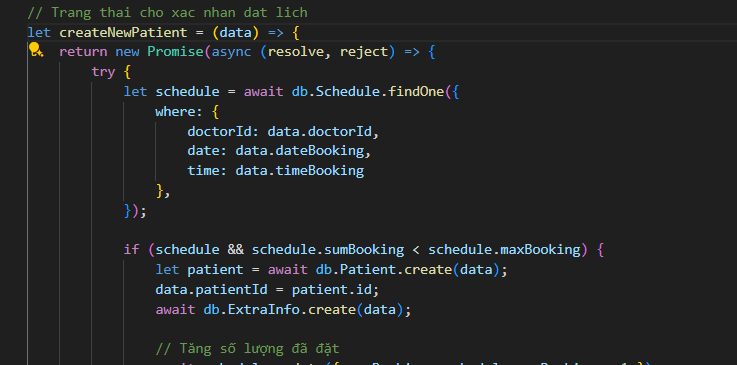 // Trang thai cho xac nhan dat lich
let createNewPatient = (data) => {
return new Promise(async (resolve, reject) => {
try {
let schedule = await db.Schedule.findOne({
where: {
doctorId: data.doctorId,
date: data.dateBooking,
time: data.timeBooking
},
});
if (schedule && schedule.sumBooking < schedule.maxBooking) {
let patient = await db.Patient.create(data);
data.patientId = patient.id;
await db.ExtraInfo.create(data);
// Tăng số lượng đã đặt